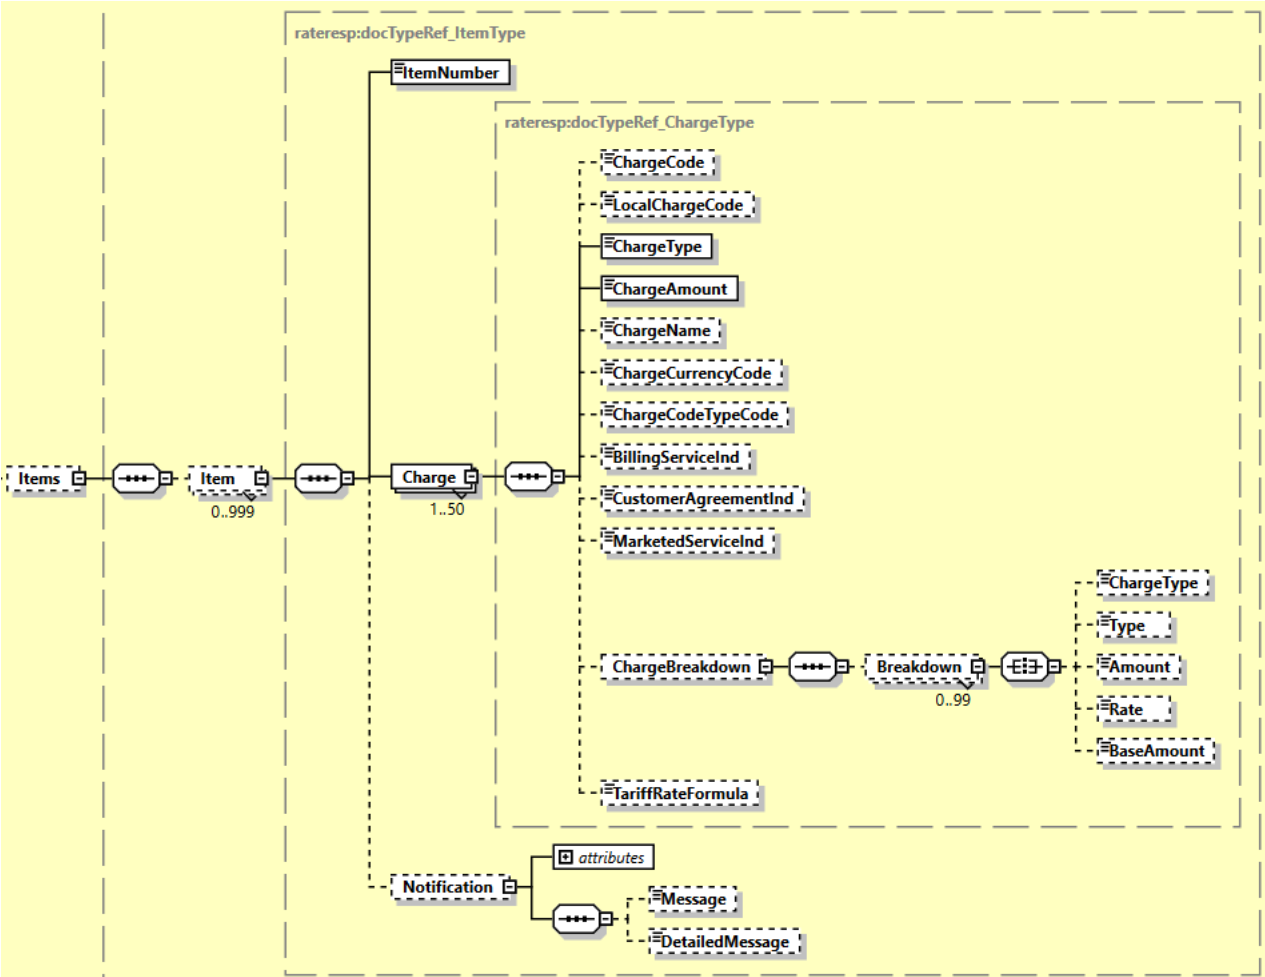 rateresp:docTypeRef_ItemType
ItemNumber
rateresp:docTypeRef_ChargeType
ChargeCode
LocalChargeCode
ChargeType
ChargeAmount
ChargeName
ChargeCurrencyCode
ChargeCodeTypeCode
BillingServiceInd
Items
Item
0..999
Charge
1..50
CustomerAgreementInd
MarketedServiceInd
ChargeBreakdown
Breakdown
0..99
ChargeType
Type
Amount
Rate
BaseAmount
TariffRateFormula
Notification
attributes
Message
DetailedMessage